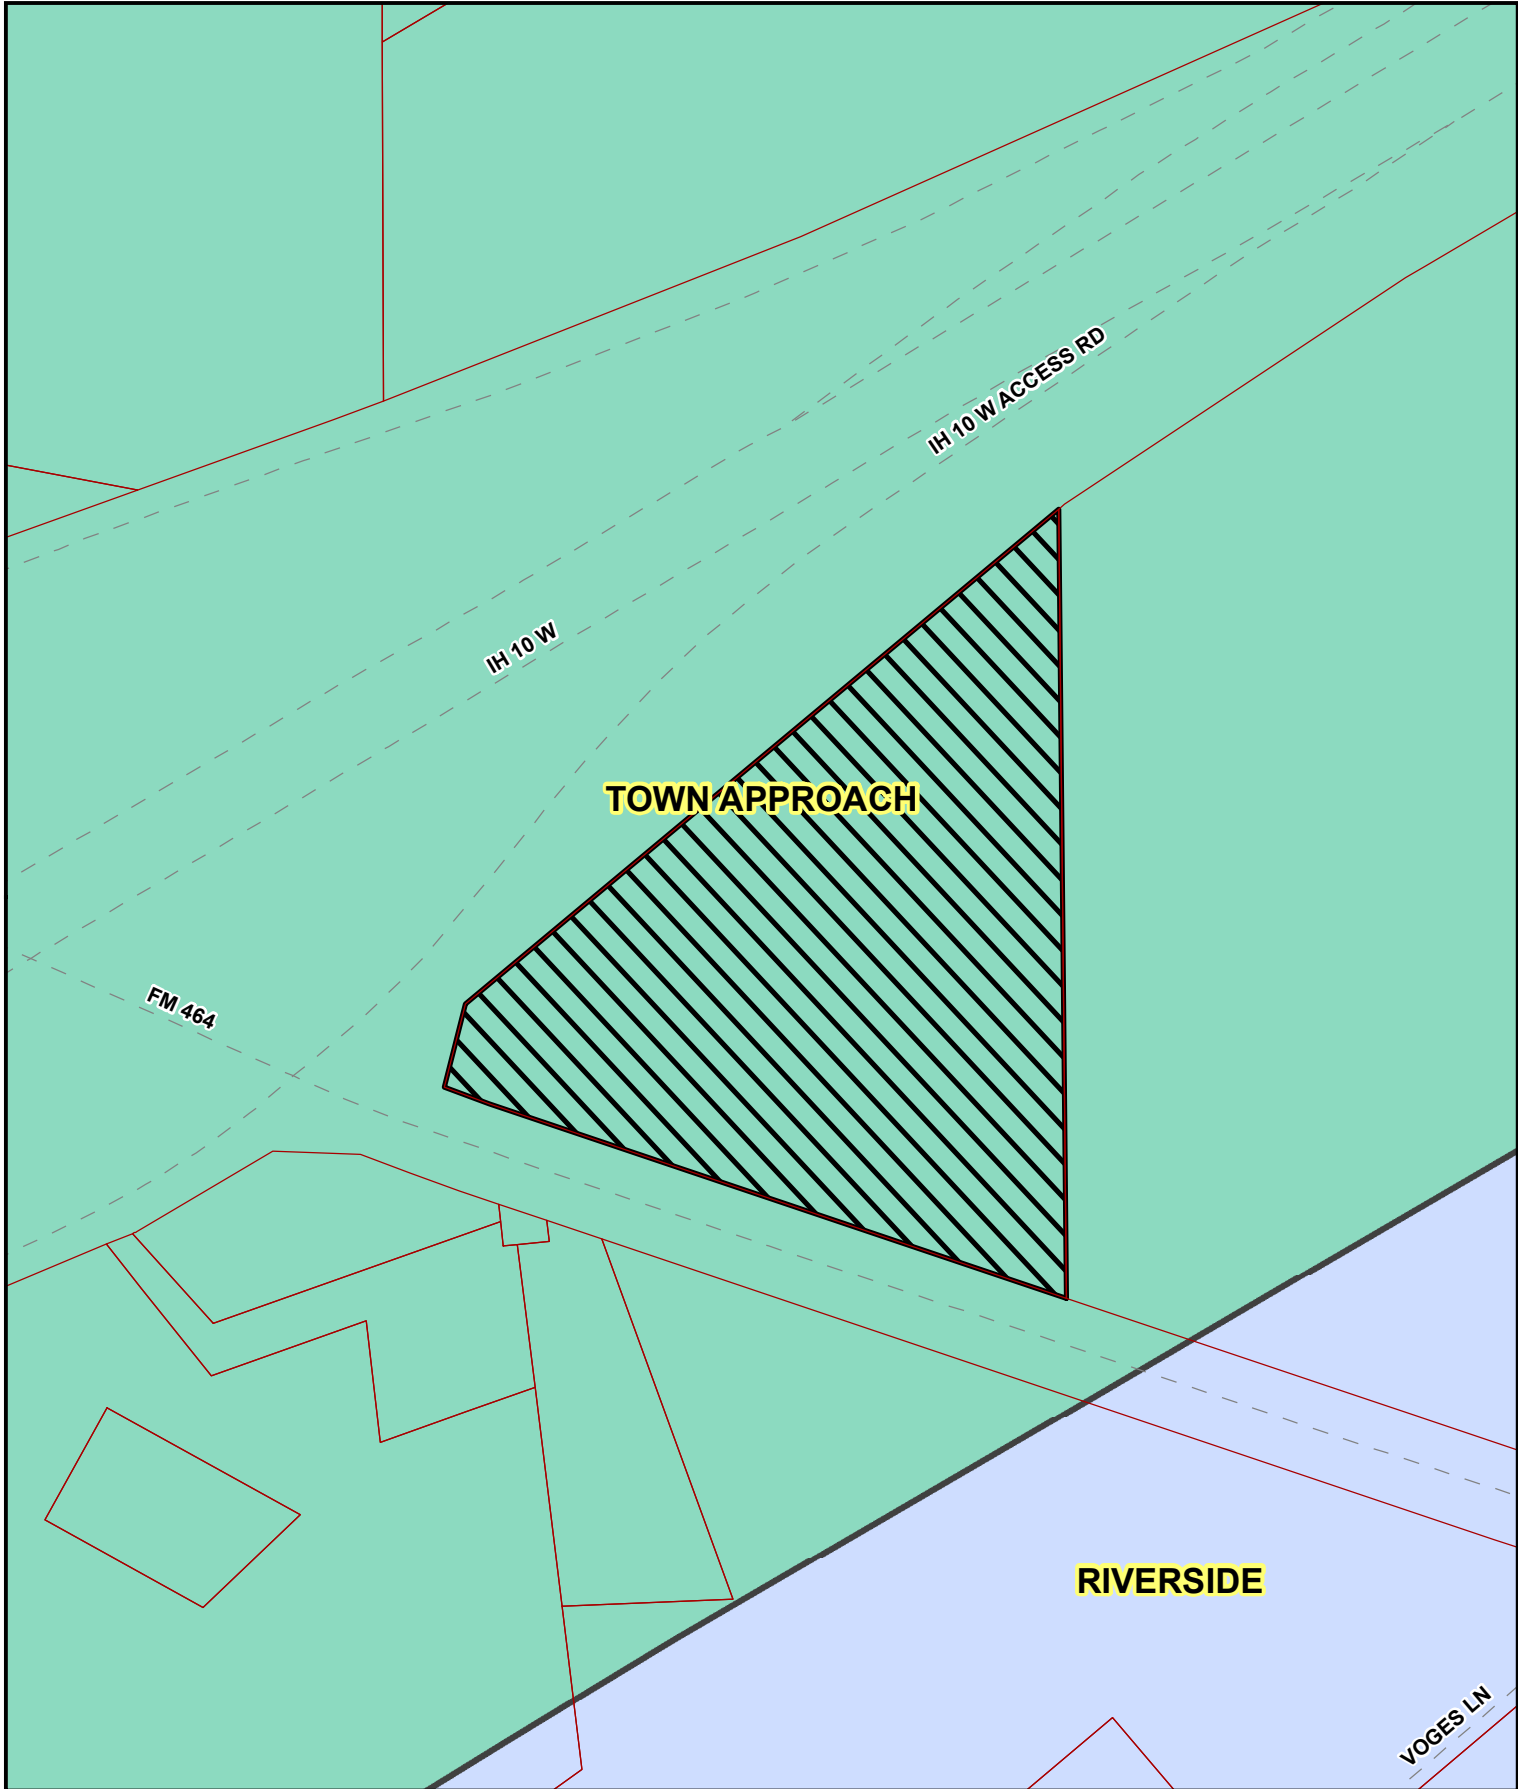 IH 10 W ACCESS RD
IH 10 W
TOWN APPROACH
FM 464
RIVERSIDE
VOGES LN